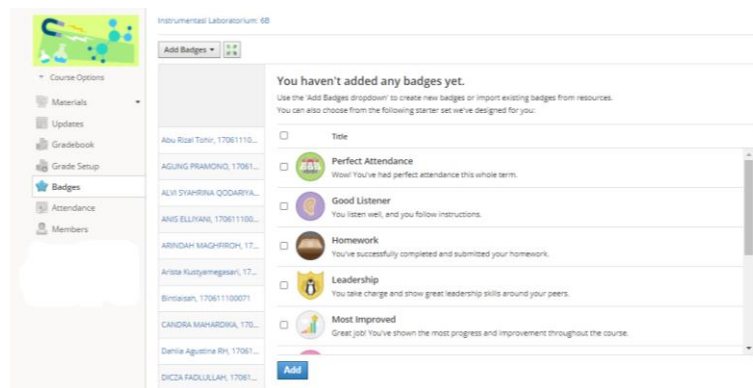 Instrumentasi Laboratorium: 6B
Add Badges
Course Options
Materials
Updates
Gradebook
Grade Setup
Badges
Attendance
Members
Abu Rizal Tohir, 17061110...
AGUNG PRAMONO, 17061...
ALVI SYAHRINA QODARIYA...
ANIS ELLIYANI, 170611100...
ARINDAH MAGHFIROH, 17...
Arista Kustyamegasari, 17...
Bintiaisah, 170611100071
CANDRA MAHARDIKA, 170...
Dahlia Agustina RH, 17061...
DICZA FADLULLAH, 17061...
You haven't added any badges yet.
Use the 'Add Badges dropdown' to create new badges or import existing badges from resources.
You can also choose from the following starter set we've designed for you:
Title
Perfect Attendance
Wow! You've had perfect attendance this whole term.
Good Listener
You listen well, and you follow instructions.
Homework
You've successfully completed and submitted your homework.
Leadership
You take charge and show great leadership skills around your peers.
Most Improved
Great job! You've shown the most progress and improvement throughout the course.
Add